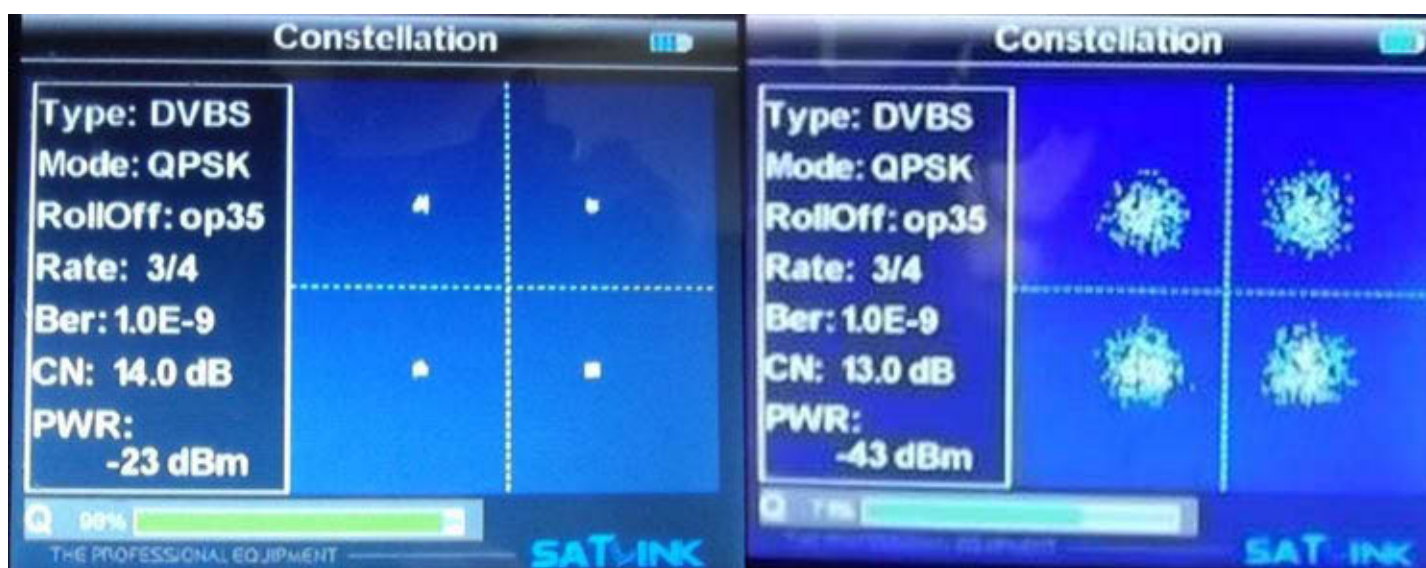 Constellation
Type: DVBS
Mode: QPSK
RollOff: op35
Rate: 3/4
Ber: 1.0E-9
CN: 14.0 dB
PWR:
-23 dBm
Q 98%
THE PROFESSIONAL EQUIPMENT
SATLINK
Constellation
Type: DVBS
Mode: QPSK
RollOff: op35
Rate: 3/4
Ber: 1.0E-9
CN: 13.0 dB
PWR:
-43 dBm
Q
SATLINK